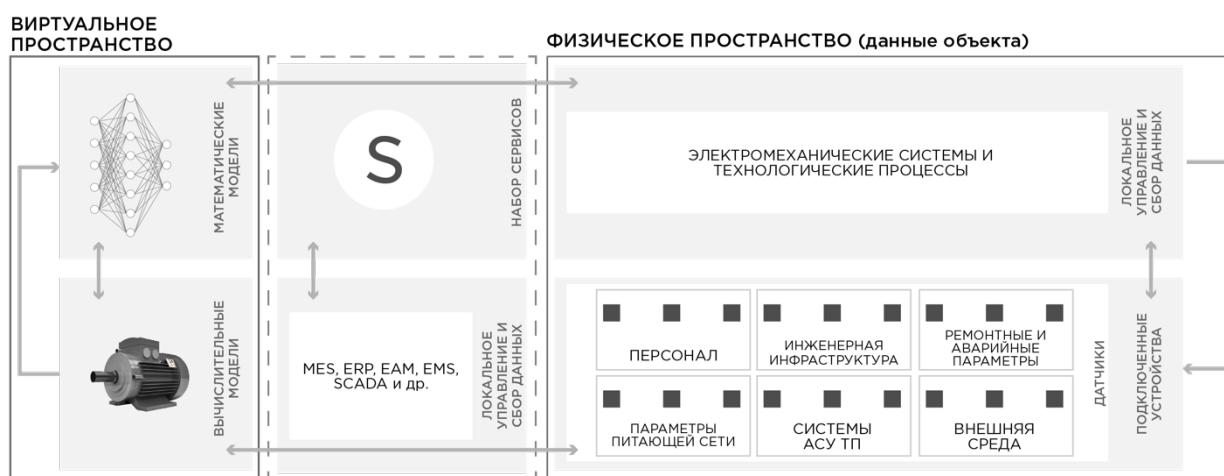 ВИРТУАЛЬНОЕ
ПРОСТРАНСТВО
МАТЕМАТИЧЕСКИЕ
МОДЕЛИ
ВЫЧИСЛИТЕЛЬНЫЕ
МОДЕЛИ
S
НАБОР СЕРВИСОВ
MES, ERP, EAM, EMS,
SCADA и др.
ЛОКАЛЬНОЕ
УПРАВЛЕНИЕ И
СБОР ДАННЫХ
ФИЗИЧЕСКОЕ ПРОСТРАНСТВО (данные объекта)
ЭЛЕКТРОМЕХАНИЧЕСКИЕ СИСТЕМЫ И
ТЕХНОЛОГИЧЕСКИЕ ПРОЦЕССЫ
ЛОКАЛЬНОЕ
УПРАВЛЕНИЕ И
СБОР ДАННЫХ
ПЕРСОНАЛ
ИНЖЕНЕРНАЯ
ИНФРАСТРУКТУРА
РЕМОНТНЫЕ И
АВАРИЙНЫЕ
ПАРАМЕТРЫ
ПАРАМЕТРЫ
ПИТАЮЩЕЙ СЕТИ
СИСТЕМЫ
АСУ ТП
ВНЕШНЯЯ
СРЕДА
ДАТЧИКИ
ПОДКЛЮЧЕННЫЕ
УСТРОЙСТВА